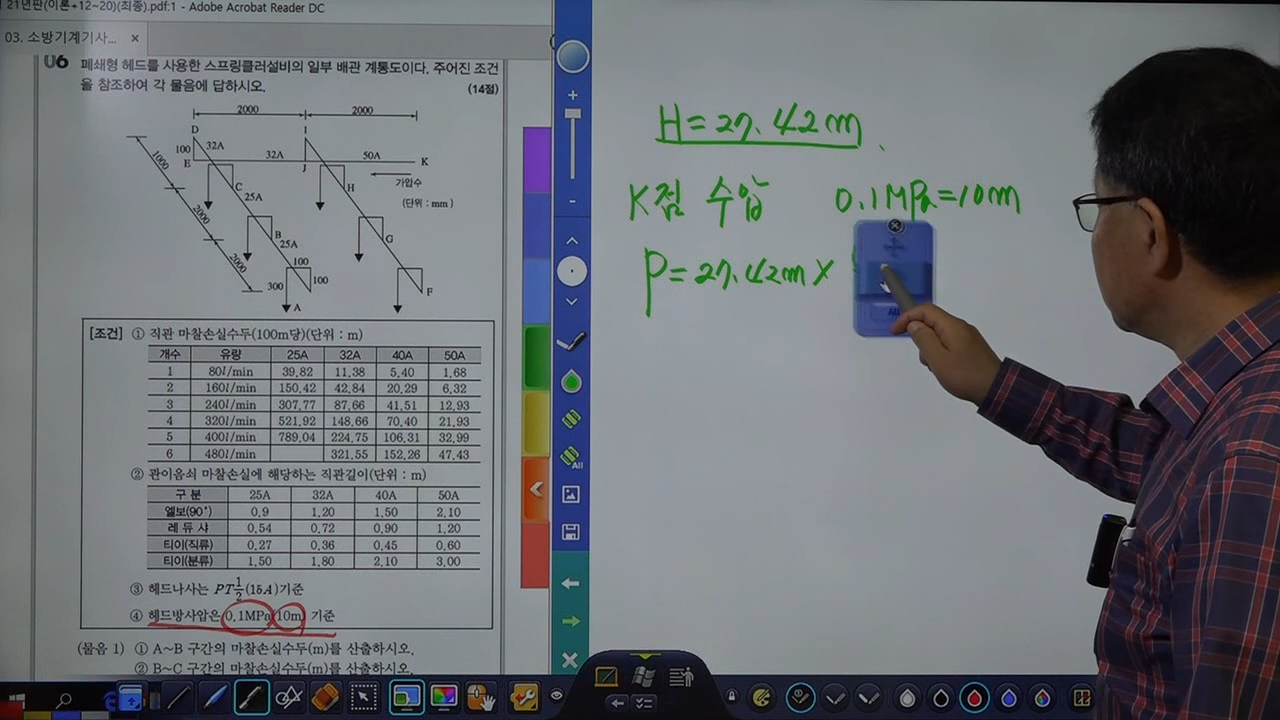 21년판(이론+12~20)(최종).pdf:1 - Adobe Acrobat Reader DC
03. 소방기계기사... ×
06 폐쇄형 헤드를 사용한 스프링클러설비의 일부 배관 계통도이다. 주어진 조건
을 참조하여 각 물음에 답하시오. (14점)
2000 2000
D I
100 32A 32A 50A K
E J
1000 C H 가압수
25A (단위 : mm)
2000 B G
25A
2000 100
300 100 F
A
[조건] ① 직관 마찰손실수두(100m당)(단위 : m)
개수 유량 25A 32A 40A 50A
1 80l/min 39.82 11.38 5.40 1.68
2 160l/min 150.42 42.84 20.29 6.32
3 240l/min 307.77 87.66 41.51 12.93
4 320l/min 521.92 148.66 70.40 21.93
5 400l/min 789.04 224.75 106.31 32.99
6 480l/min 321.55 152.26 47.43
② 관이음쇠 마찰손실에 해당하는 직관길이(단위 : m)
구 분 25A 32A 40A 50A
엘보(90°) 0.9 1.20 1.50 2.10
레 듀 샤 0.54 0.72 0.90 1.20
티이(직류) 0.27 0.36 0.45 0.60
티이(분류) 1.50 1.80 2.10 3.00
③ 헤드나사는 PT1/2(15A)기준
④ 헤드방사압은 0.1MPa(10m) 기준
(물음 1) ① A~B 구간의 마찰손실수두(m)를 산출하시오.
② B~C 구간의 마찰손실수두(m)를 산출하시오.
H=27.42m
K점 수압 0.1MPa=10m
P=27.42m×
All
All